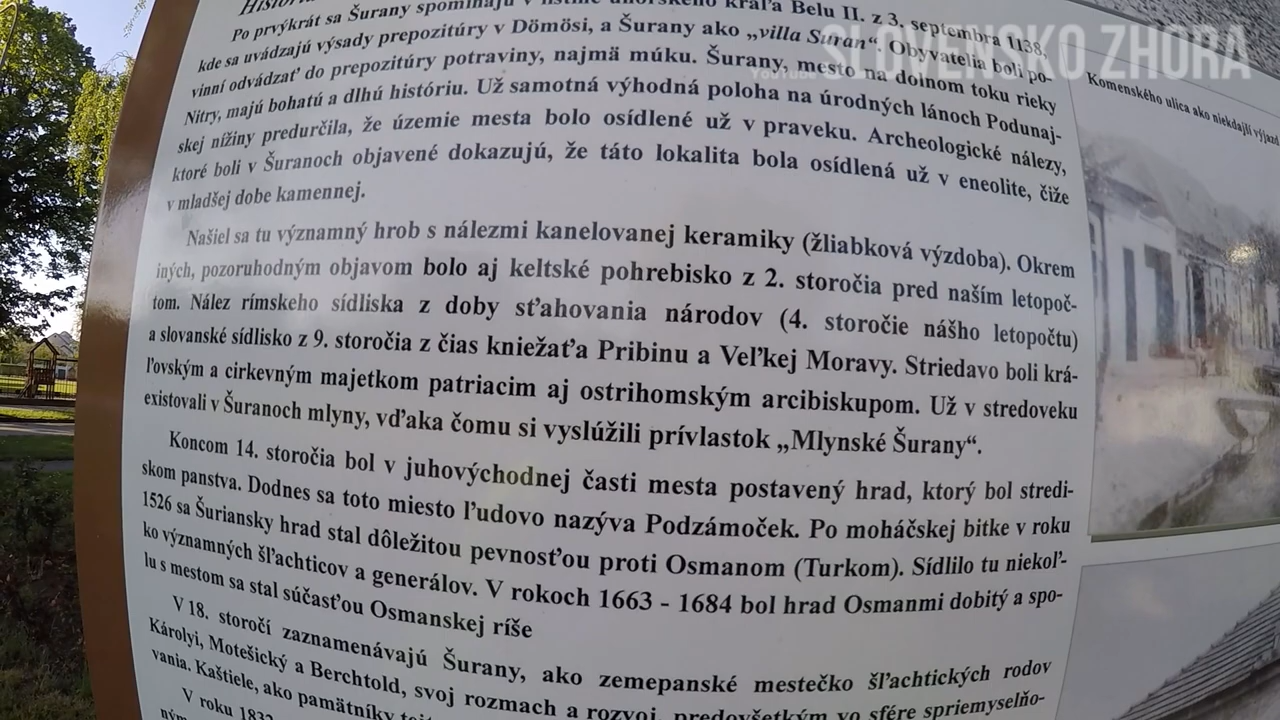 Po prvýkrát sa Šurany spomínajú v listine uhorského kráľa Belu II. z 3. septembra 1138,
kde sa uvádzajú výsady prepozitúry v Dömösi, a Šurany ako „villa Suran“. Obyvatelia boli po-
vinní odvádzať do prepozitúry potraviny, najmä múku. Šurany, mesto na dolnom toku rieky
Nitry, majú bohatú a dlhú históriu. Už samotná výhodná poloha na úrodných lánoch Podunaj-
skej nížiny predurčila, že územie mesta bolo osídlené už v praveku. Archeologické nálezy,
ktoré boli v Šuranoch objavené dokazujú, že táto lokalita bola osídlená už v eneolite, čiže
v mladšej dobe kamennej.
Našiel sa tu významný hrob s nálezmi kanelovanej keramiky (žliabková výzdoba). Okrem
iných, pozoruhodným objavom bolo aj keltské pohrebisko z 2. storočia pred naším letopoč-
tom. Nález rímskeho sídliska z doby sťahovania národov (4. storočie nášho letopočtu)
a slovanské sídlisko z 9. storočia z čias kniežaťa Pribinu a Veľkej Moravy. Striedavo boli krá-
ľovským a cirkevným majetkom patriacim aj ostrihomským arcibiskupom. Už v stredoveku
existovali v Šuranoch mlyny, vďaka čomu si vyslúžili prívlastok „Mlynské Šurany“.
Koncom 14. storočia bol v juhovýchodnej časti mesta postavený hrad, ktorý bol stredi-
skom panstva. Dodnes sa toto miesto ľudovo nazýva Podzámoček. Po moháčskej bitke v roku
1526 sa Šuriansky hrad stal dôležitou pevnosťou proti Osmanom (Turkom). Sídlilo tu niekoľ-
ko významných šľachticov a generálov. V rokoch 1663 - 1684 bol hrad Osmanmi dobitý a spo-
lu s mestom sa stal súčasťou Osmanskej ríše
V 18. storočí zaznamenávajú Šurany, ako zemepanské mestečko šľachtických rodov
Károlyi, Motešický a Berchtold, svoj rozmach a rozvoj, predovšetkým vo sfére spriemyselňo-
vania. Kaštiele, ako pamätníky
V roku 1832
Komenského ulica ako niekdajší výjazd
YouTube SLOVENSKO ZHORA